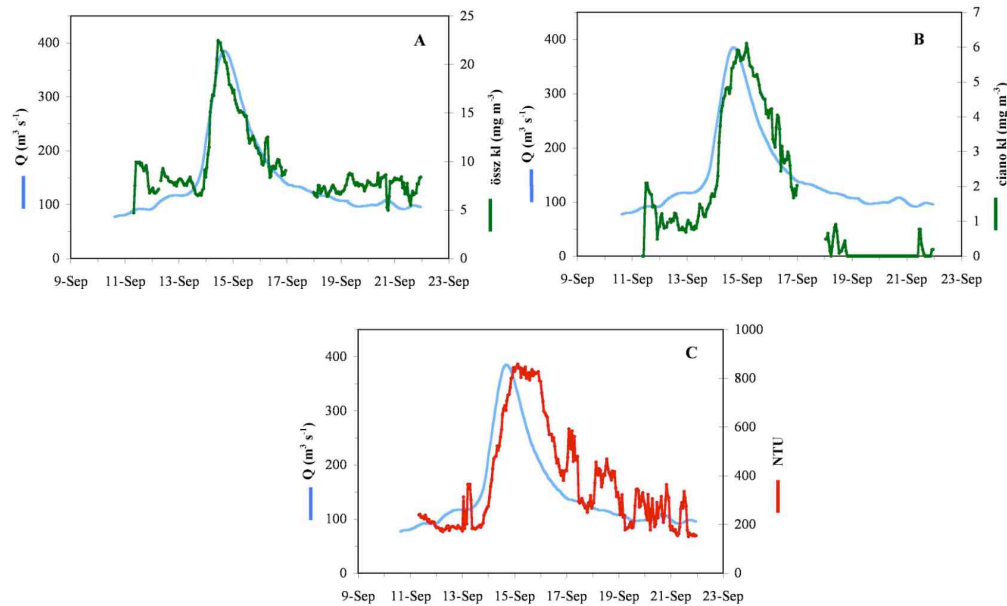 A
400
300
200
100
0
Q (m³ s⁻¹)
25
20
15
10
5
0
össz kl (mg m⁻³)
9-Sep 11-Sep 13-Sep 15-Sep 17-Sep 19-Sep 21-Sep 23-Sep
B
400
300
200
100
0
Q (m³ s⁻¹)
7
6
5
4
3
2
1
0
ciano kl (mg m⁻³)
9-Sep 11-Sep 13-Sep 15-Sep 17-Sep 19-Sep 21-Sep 23-Sep
C
400
300
200
100
0
Q (m³ s⁻¹)
1000
800
600
400
200
0
NTU
9-Sep 11-Sep 13-Sep 15-Sep 17-Sep 19-Sep 21-Sep 23-Sep